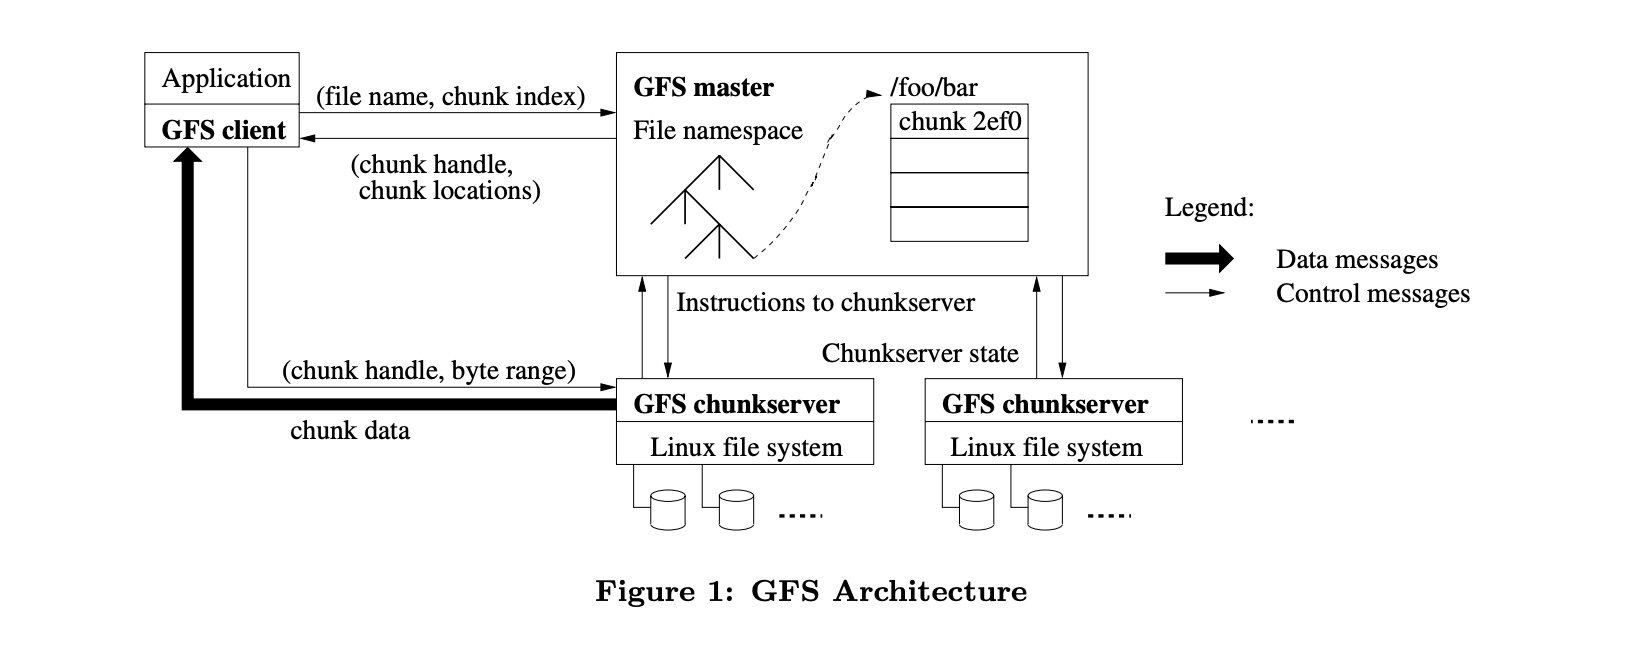 Application
GFS client
(file name, chunk index)
(chunk handle,
chunk locations)
GFS master
File namespace
/foo/bar
chunk 2ef0
Legend:
Data messages
Control messages
Instructions to chunkserver
Chunkserver state
(chunk handle, byte range)
chunk data
GFS chunkserver
Linux file system
GFS chunkserver
Linux file system
Figure 1: GFS Architecture